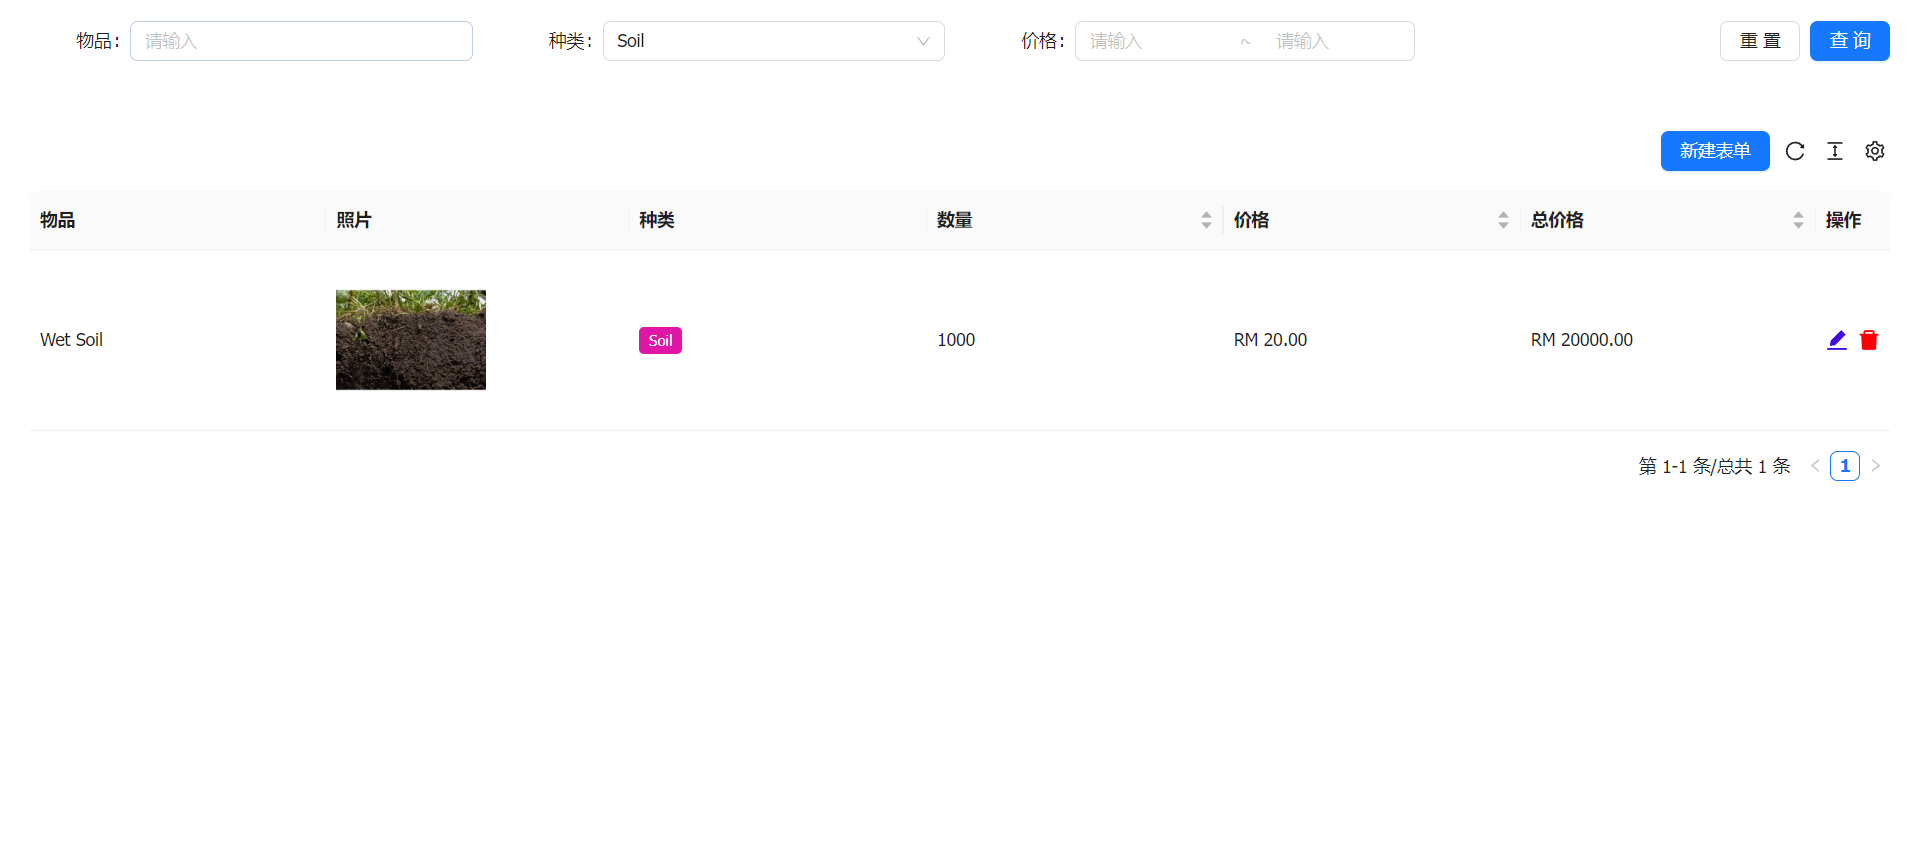 物品: 请输入 种类: Soil 价格: 请输入 ~ 请输入 重置 查询
新建表单
物品 照片 种类 数量 价格 总价格 操作
Wet Soil Soil 1000 RM 20.00 RM 20000.00
第 1-1 条/总共 1 条 < 1 >